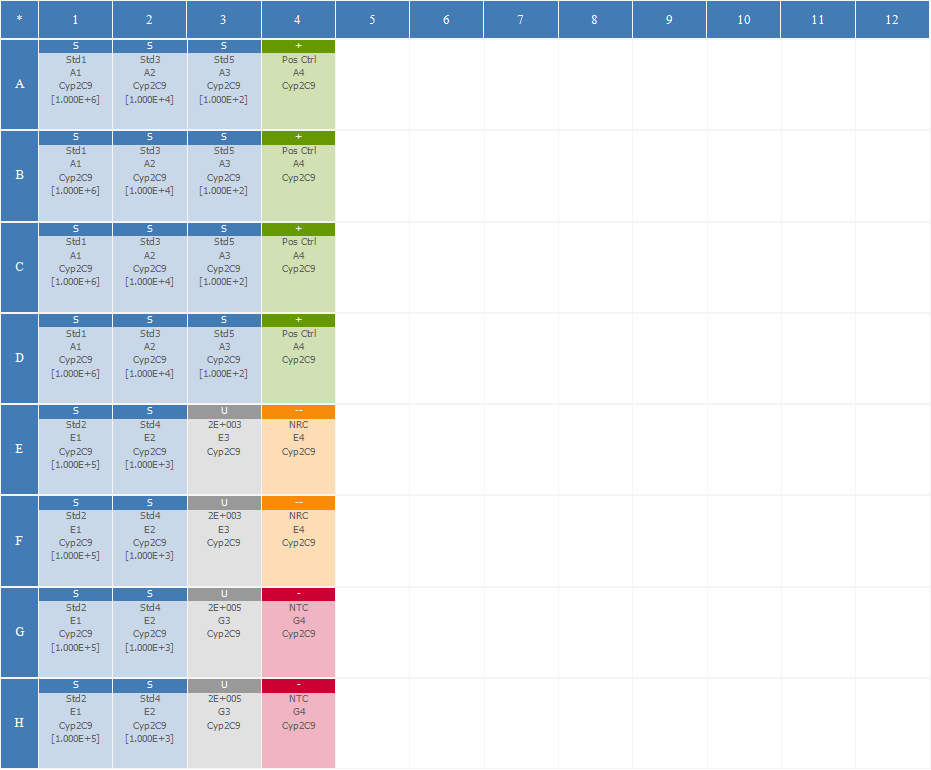 * 1 2 3 4 5 6 7 8 9 10 11 12
S S S +
Std1 Std3 Std5 Pos Ctrl
A1 A2 A3 A4
A Cyp2C9 Cyp2C9 Cyp2C9 Cyp2C9
[1.000E+6] [1.000E+4] [1.000E+2]
S S S +
Std1 Std3 Std5 Pos Ctrl
A1 A2 A3 A4
B Cyp2C9 Cyp2C9 Cyp2C9 Cyp2C9
[1.000E+6] [1.000E+4] [1.000E+2]
S S S +
Std1 Std3 Std5 Pos Ctrl
A1 A2 A3 A4
C Cyp2C9 Cyp2C9 Cyp2C9 Cyp2C9
[1.000E+6] [1.000E+4] [1.000E+2]
S S S +
Std1 Std3 Std5 Pos Ctrl
A1 A2 A3 A4
D Cyp2C9 Cyp2C9 Cyp2C9 Cyp2C9
[1.000E+6] [1.000E+4] [1.000E+2]
S S U --
Std2 Std4 2E+003 NRC
E1 E2 E3 E4
E Cyp2C9 Cyp2C9 Cyp2C9 Cyp2C9
[1.000E+5] [1.000E+3]
S S U --
Std2 Std4 2E+003 NRC
E1 E2 E3 E4
F Cyp2C9 Cyp2C9 Cyp2C9 Cyp2C9
[1.000E+5] [1.000E+3]
S S U -
Std2 Std4 2E+005 NTC
E1 E2 G3 G4
G Cyp2C9 Cyp2C9 Cyp2C9 Cyp2C9
[1.000E+5] [1.000E+3]
S S U -
Std2 Std4 2E+005 NTC
E1 E2 G3 G4
H Cyp2C9 Cyp2C9 Cyp2C9 Cyp2C9
[1.000E+5] [1.000E+3]